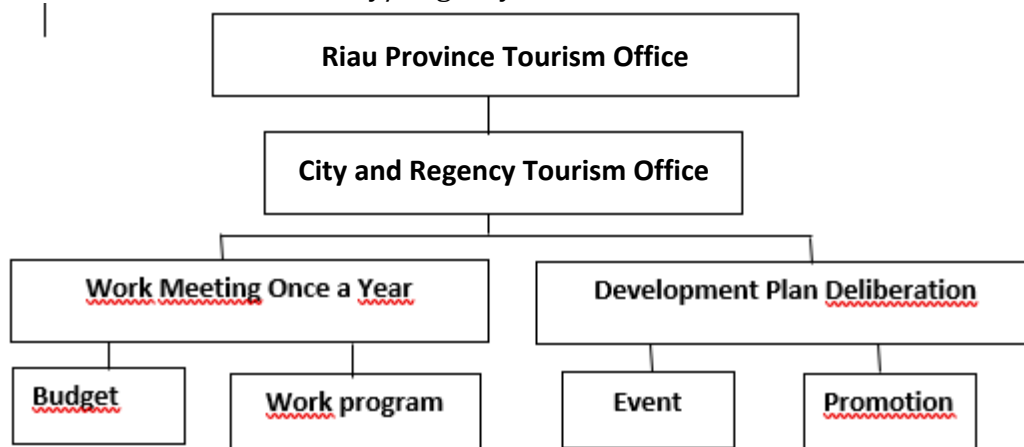 Riau Province Tourism Office
City and Regency Tourism Office
Work Meeting Once a Year
Development Plan Deliberation
Budget
Work program
Event
Promotion